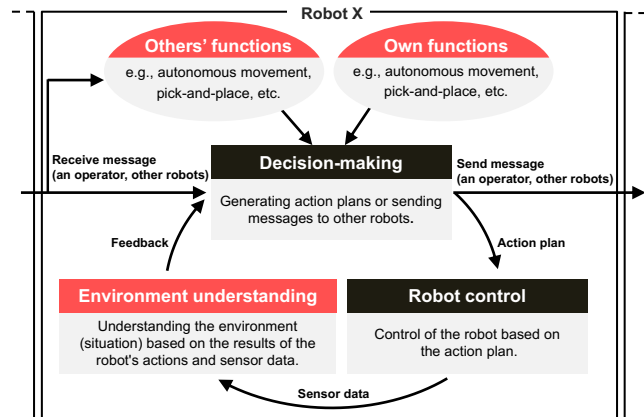 Robot X
Others' functions
e.g., autonomous movement,
pick-and-place, etc.
Own functions
e.g., autonomous movement,
pick-and-place, etc.
Receive message
(an operator, other robots)
Decision-making
Generating action plans or sending
messages to other robots.
Send message
(an operator, other robots)
Feedback
Action plan
Environment understanding
Understanding the environment
(situation) based on the results of the
robot's actions and sensor data.
Robot control
Control of the robot based on
the action plan.
Sensor data